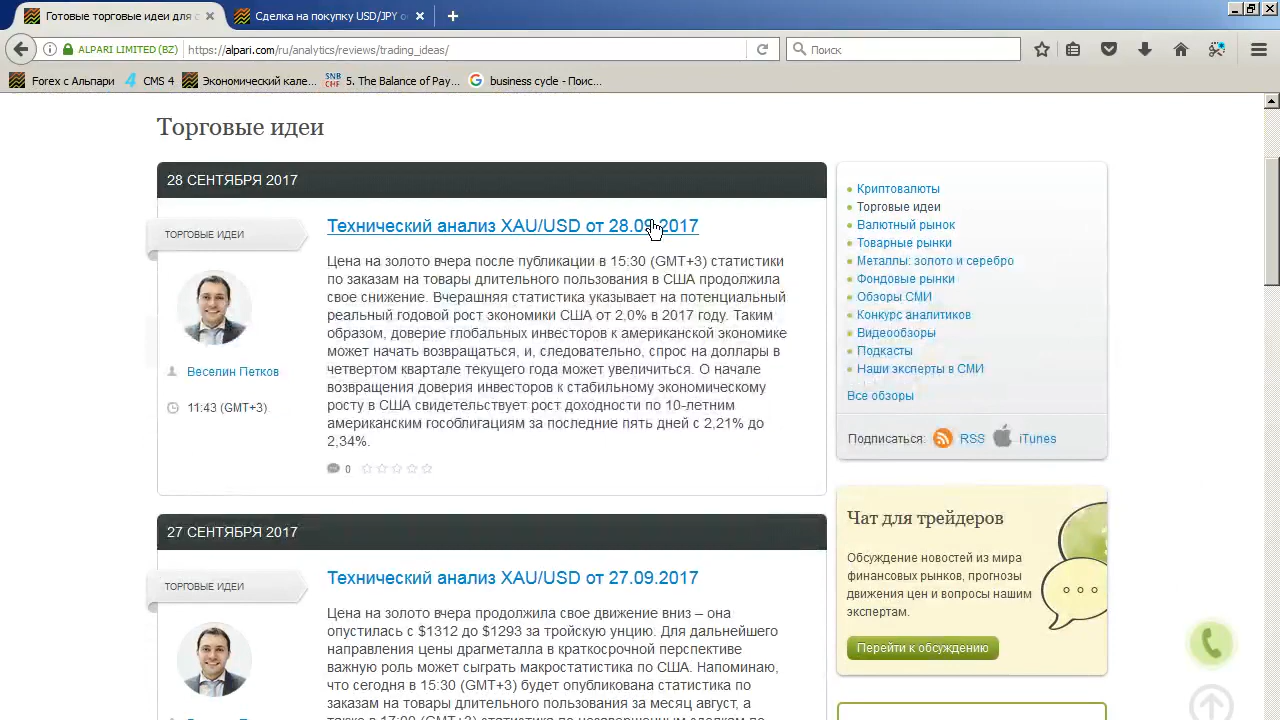 Готовые торговые идеи для с
Сделка на покупку USD/JPY о
ALPARI LIMITED (BZ)
https://alpari.com/ru/analytics/reviews/trading_ideas/
Поиск
Forex с Альпари
CMS 4
Экономический кале...
SNB
CHF
5. The Balance of Pay...
business cycle - Поис...
Торговые идеи
28 СЕНТЯБРЯ 2017
ТОРГОВЫЕ ИДЕИ
Веселин Петков
11:43 (GMT+3)
Технический анализ XAU/USD от 28.09.2017
Цена на золото вчера после публикации в 15:30 (GMT+3) статистики
по заказам на товары длительного пользования в США продолжила
свое снижение. Вчерашняя статистика указывает на потенциальный
реальный годовой рост экономики США от 2,0% в 2017 году. Таким
образом, доверие глобальных инвесторов к американской экономике
может начать возвращаться, и, следовательно, спрос на доллары в
четвертом квартале текущего года может увеличиться. О начале
возвращения доверия инвесторов к стабильному экономическому
росту в США свидетельствует рост доходности по 10-летним
американским гособлигациям за последние пять дней с 2,21% до
2,34%.
0
27 СЕНТЯБРЯ 2017
ТОРГОВЫЕ ИДЕИ
Технический анализ XAU/USD от 27.09.2017
Цена на золото вчера продолжила свое движение вниз – она
опустилась с $1312 до $1293 за тройскую унцию. Для дальнейшего
направления цены драгметалла в краткосрочной перспективе
важную роль может сыграть макростатистика по США. Напоминаю,
что сегодня в 15:30 (GMT+3) будет опубликована статистика по
заказам на товары длительного пользования за месяц август, а
Криптовалюты
Торговые идеи
Валютный рынок
Товарные рынки
Металлы: золото и серебро
Фондовые рынки
Обзоры СМИ
Конкурс аналитиков
Видеообзоры
Подкасты
Наши эксперты в СМИ
Все обзоры
Подписаться:
RSS
iTunes
Чат для трейдеров
Обсуждение новостей из мира
финансовых рынков, прогнозы
движения цен и вопросы нашим
экспертам.
Перейти к обсуждению